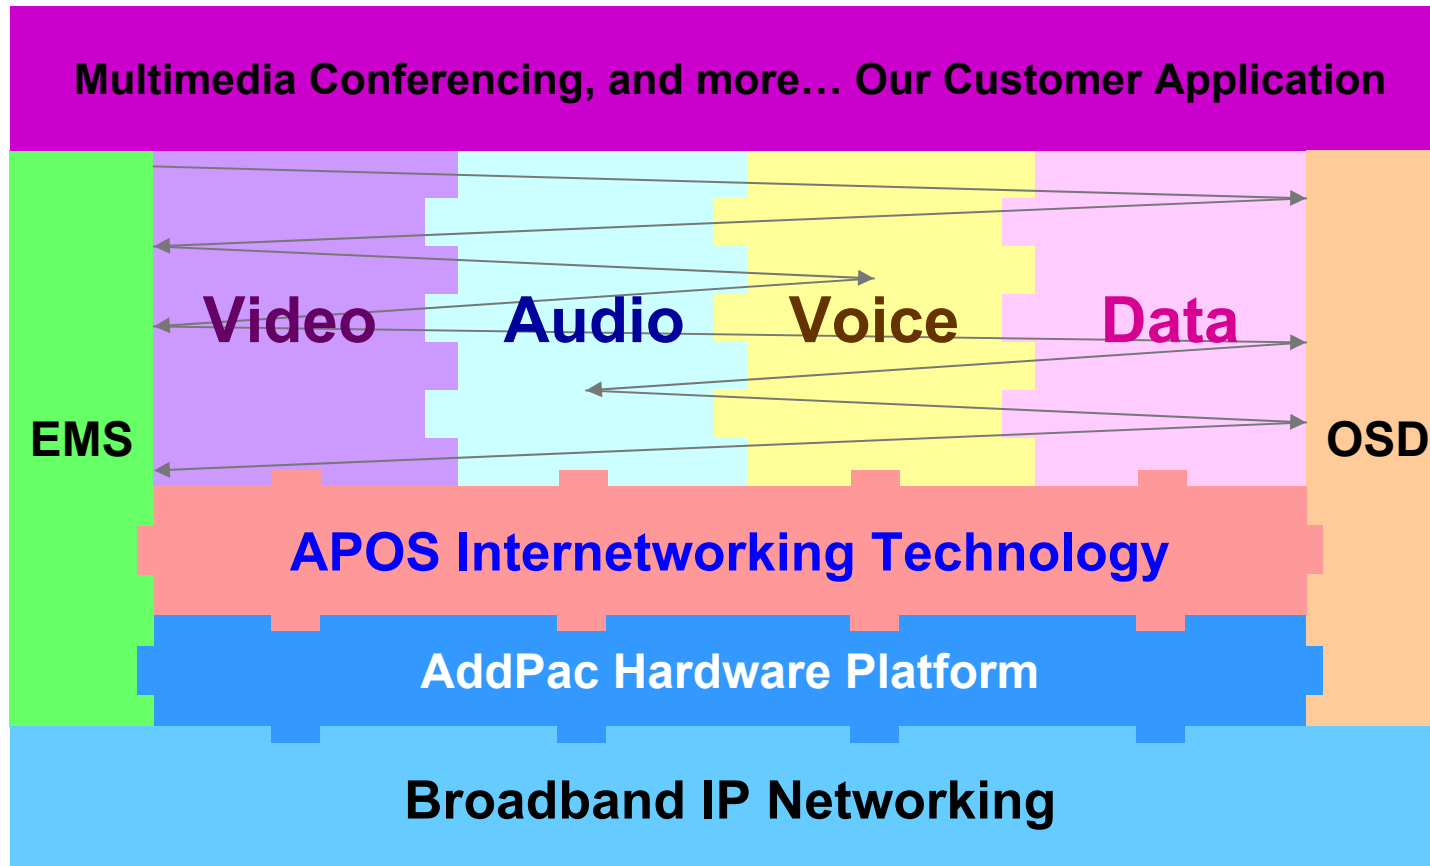 Multimedia Conferencing, and more… Our Customer Application
Video Audio Voice Data
EMS OSD
APOS Internetworking Technology
AddPac Hardware Platform
Broadband IP Networking